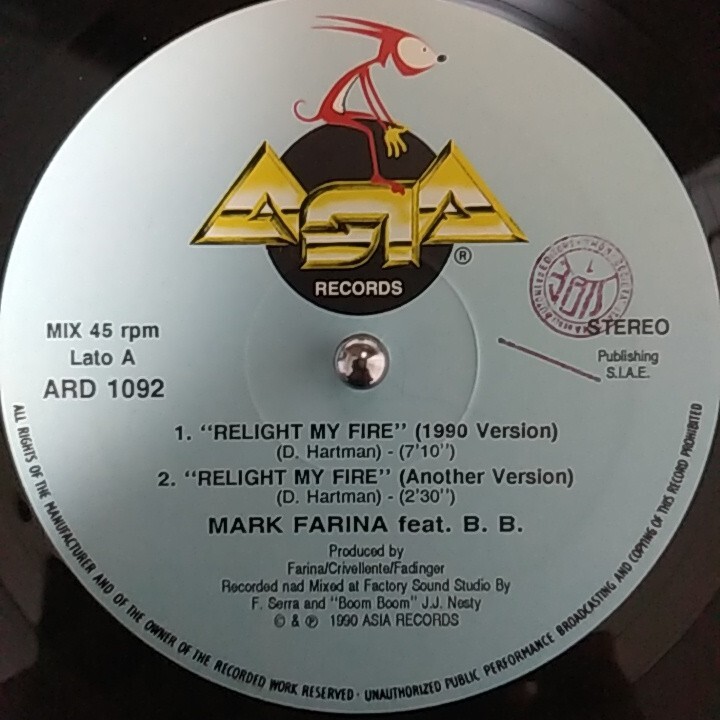 ASIA
®
RECORDS
MIX 45 rpm
Lato A
ARD 1092
STEREO
Publishing
S.I.A.E.
1. "RELIGHT MY FIRE" (1990 Version)
(D. Hartman) - (7'10")
2. "RELIGHT MY FIRE" (Another Version)
(D. Hartman) - (2'30")
MARK FARINA feat. B. B.
Produced by
Farina/Crivellente/Fadinger
Recorded nad Mixed at Factory Sound Studio By
F. Serra and "Boom Boom" J.J. Nesty
© & ℗ 1990 ASIA RECORDS
ALL RIGHTS OF THE MANUFACTURER AND OF THE OWNER OF THE RECORDED WORK RESERVED · UNAUTHORIZED PUBLIC PERFORMANCE BROADCASTING AND COPYING OF THIS RECORD PROHIBITED